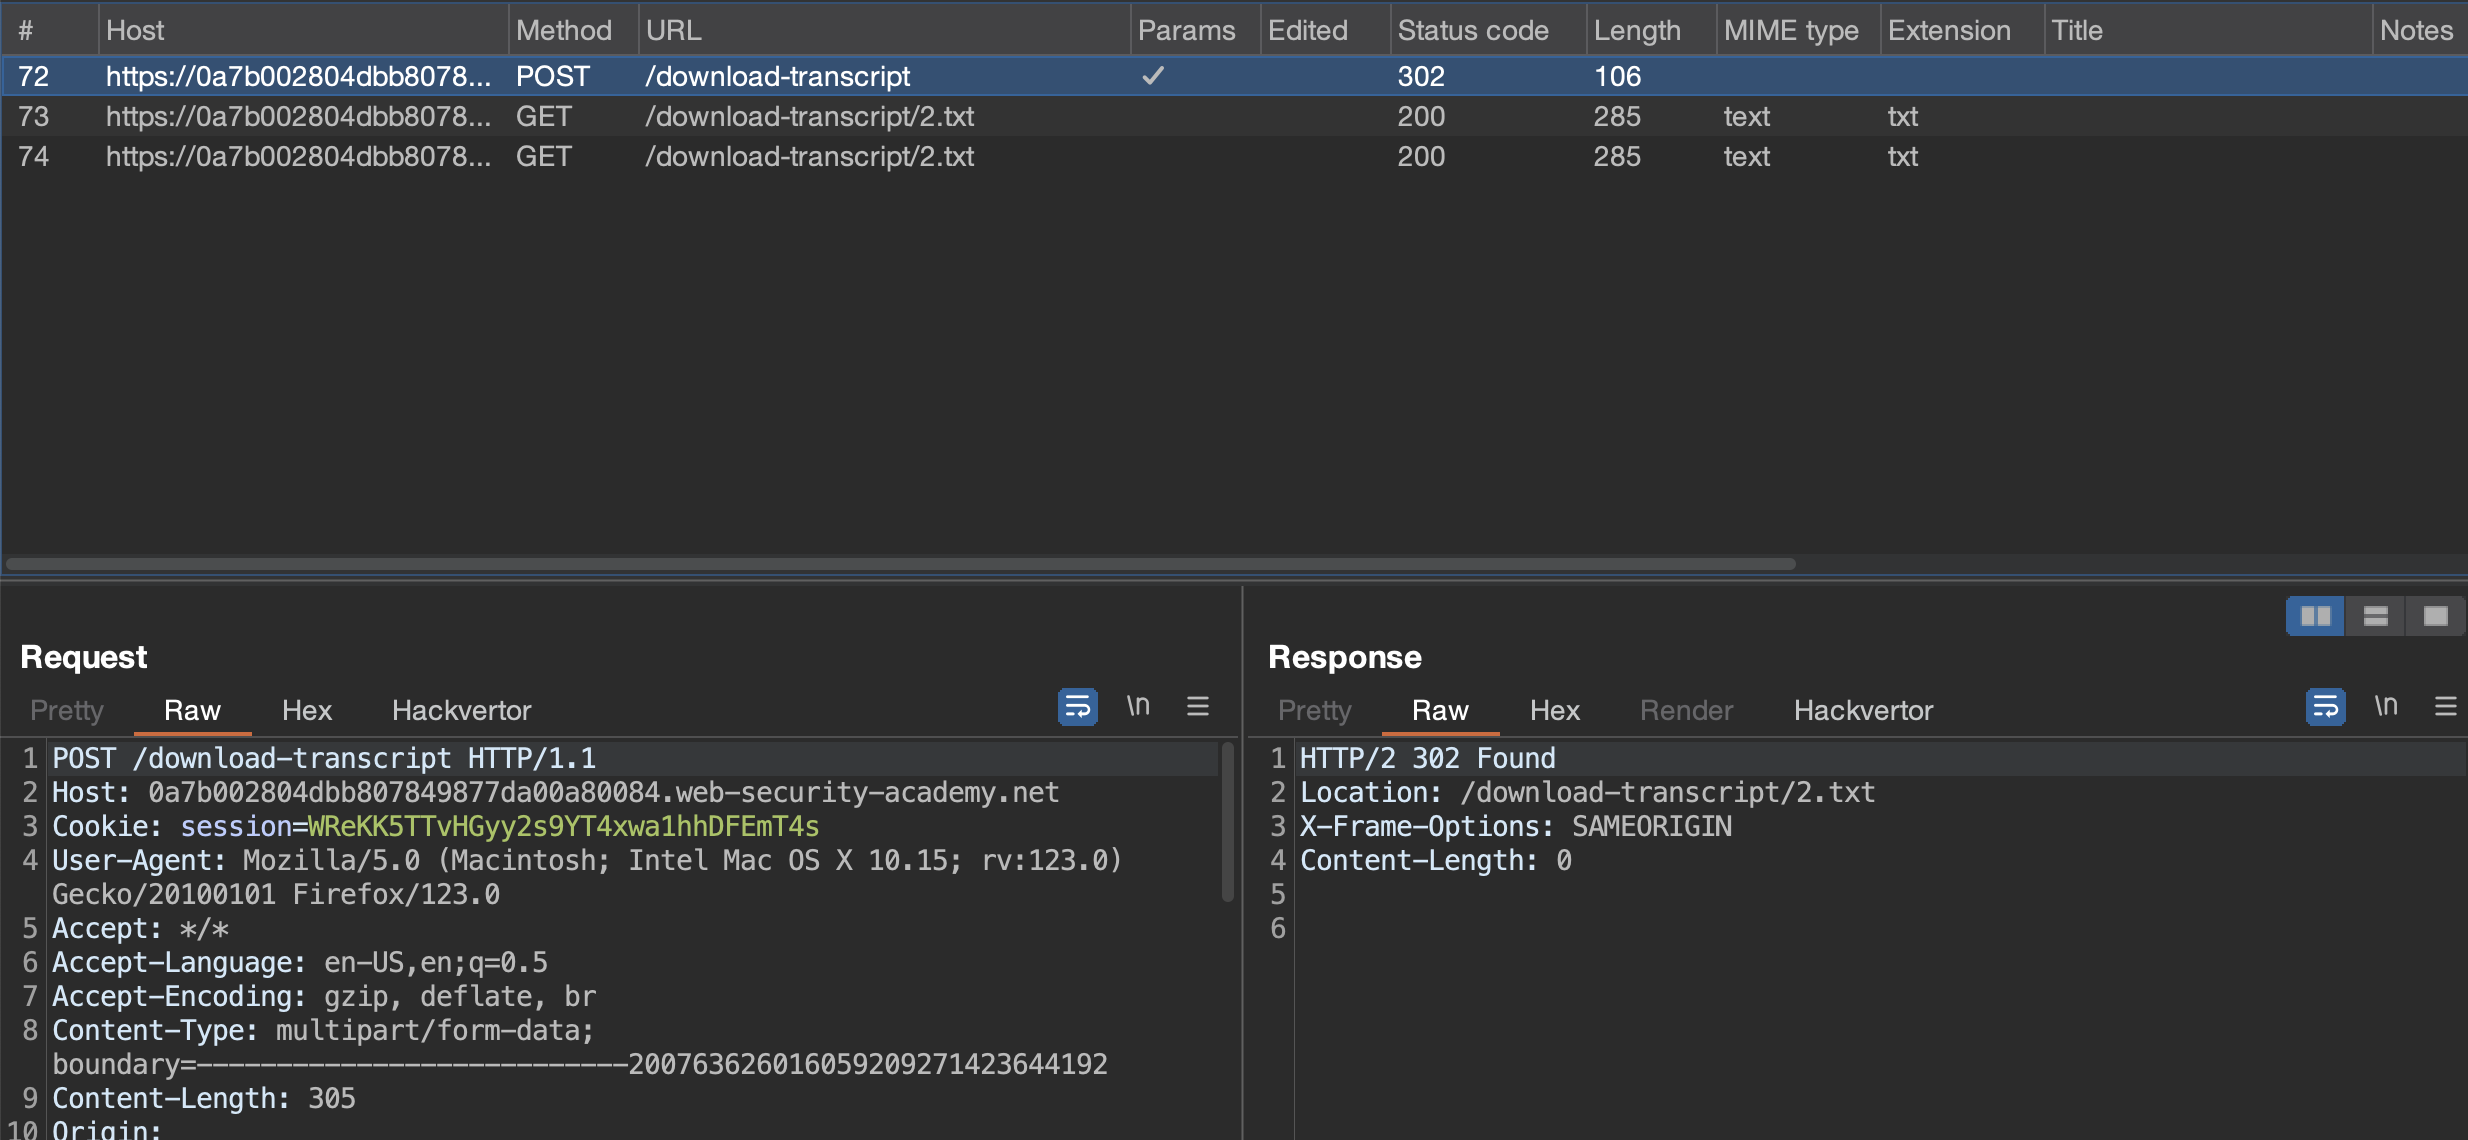 # Host Method URL Params Edited Status code Length MIME type Extension Title Notes
72 https://0a7b002804dbb8078... POST /download-transcript ✓ 302 106
73 https://0a7b002804dbb8078... GET /download-transcript/2.txt 200 285 text txt
74 https://0a7b002804dbb8078... GET /download-transcript/2.txt 200 285 text txt
Request
Pretty Raw Hex Hackvertor \n
1 POST /download-transcript HTTP/1.1
2 Host: 0a7b002804dbb807849877da00a80084.web-security-academy.net
3 Cookie: session=WReKK5TTvHGyy2s9YT4xwa1hhDFEmT4s
4 User-Agent: Mozilla/5.0 (Macintosh; Intel Mac OS X 10.15; rv:123.0)
Gecko/20100101 Firefox/123.0
5 Accept: */*
6 Accept-Language: en-US,en;q=0.5
7 Accept-Encoding: gzip, deflate, br
8 Content-Type: multipart/form-data;
boundary=---------------------------200763626016059209271423644192
9 Content-Length: 305
10 Origin:
Response
Pretty Raw Hex Render Hackvertor \n
1 HTTP/2 302 Found
2 Location: /download-transcript/2.txt
3 X-Frame-Options: SAMEORIGIN
4 Content-Length: 0
5
6